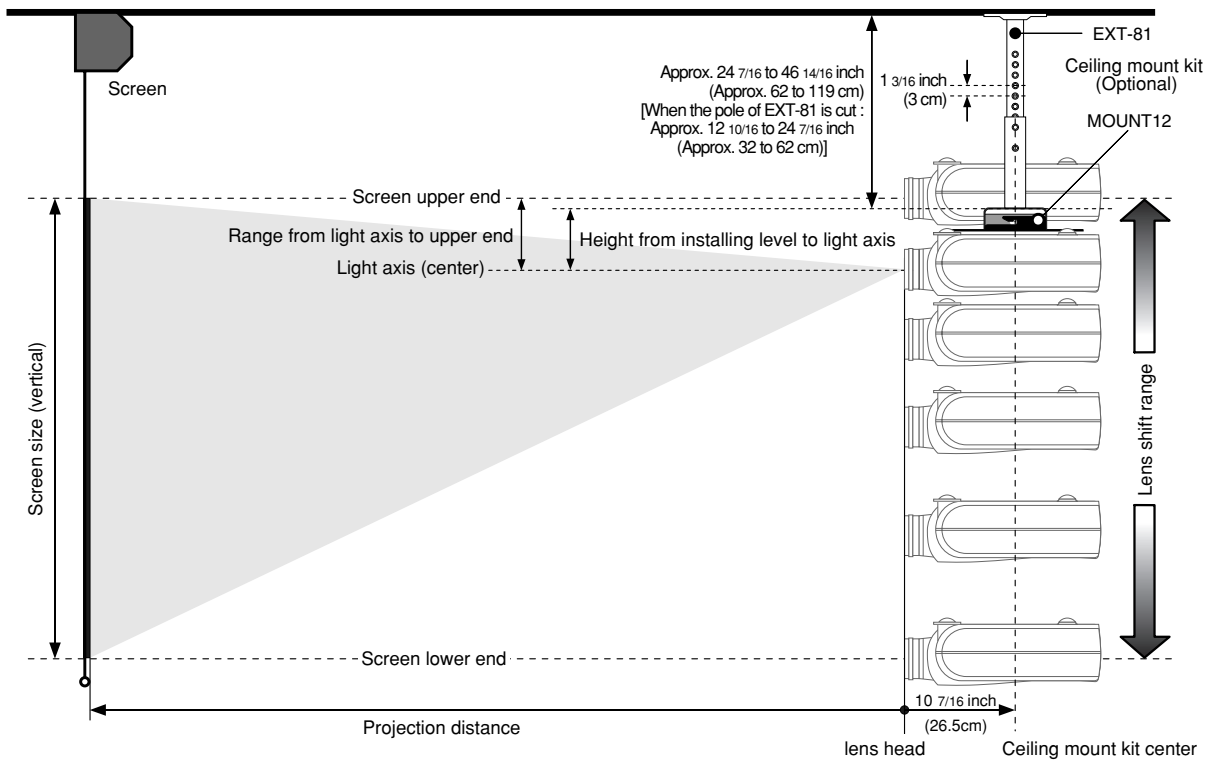 EXT-81
Ceiling mount kit
(Optional)
MOUNT12
Screen
Approx. 24 7/16 to 46 14/16 inch
(Approx. 62 to 119 cm)
[When the pole of EXT-81 is cut :
Approx. 12 10/16 to 24 7/16 inch
(Approx. 32 to 62 cm)]
1 3/16 inch
(3 cm)
Screen upper end
Range from light axis to upper end
Height from installing level to light axis
Light axis (center)
Screen size (vertical)
Lens shift range
Screen lower end
Projection distance
10 7/16 inch
(26.5cm)
lens head
Ceiling mount kit center